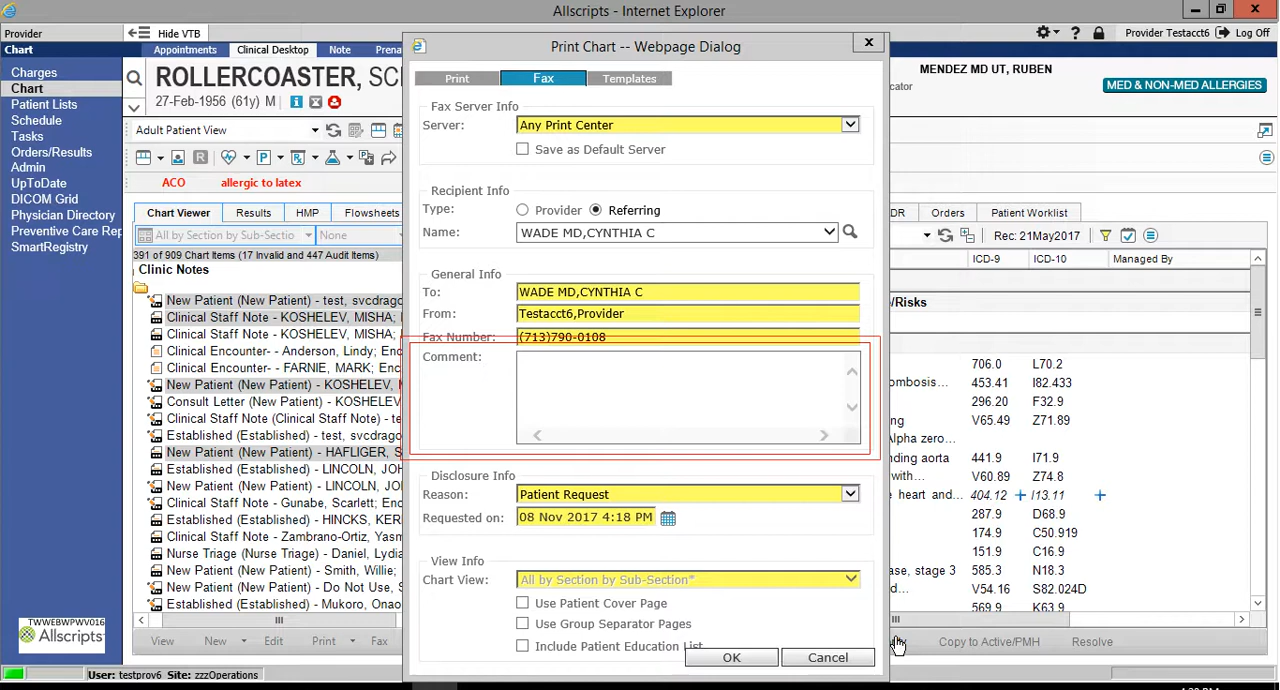 Allscripts - Internet Explorer
Provider
Hide VTB
Provider Testacct6
Log Off
Chart
Appointments
Clinical Desktop
Note
Prena
Charges
Chart
Patient Lists
Schedule
Tasks
Orders/Results
Admin
UpToDate
DICOM Grid
Physician Directory
Preventive Care Rep
SmartRegistry
ROLLERCOASTER, SC
27-Feb-1956 (61y) M
MENDEZ MD UT, RUBEN
cator
MED & NON-MED ALLERGIES
Adult Patient View
ACO allergic to latex
Chart Viewer
Results
HMP
Flowsheets
All by Section by Sub-Sectio
None
391 of 909 Chart Items (17 Invalid and 447 Audit Items)
Clinic Notes
New Patient (New Patient) - test, svcdrago
Clinical Staff Note - KOSHELEV, MISHA;
Clinical Staff Note - KOSHELEV, MISHA;
Clinical Encounter- - Anderson, Lindy; Enc
Clinical Encounter - FARNIE, MARK; Enc
New Patient (New Patient) - KOSHELEV, M
Consult Letter (New Patient) - KOSHELEV
Clinical Staff Note (Clinical Staff Note) - K
Established (Established) - test, svcdrago
New Patient (New Patient) - HAFLIGER, S
Established (Established) - LINCOLN, JOH
New Patient (New Patient) - LINCOLN, JO
Clinical Staff Note - Gunabe, Scarlett; Enc
Established (Established) - HINCKS, KERR
Clinical Staff Note - Zambrano-Ortiz, Yasm
Nurse Triage (Nurse Triage) - Daniel, Lydia
New Patient (New Patient) - Smith, Willie;
New Patient (New Patient) - Do Not Use, S
Established (Established) - Mukoro, Onao
View
New
Edit
Print
Fax
TWWEBWPWV016
Allscripts
User: testprov6 Site: zzzOperations
Print Chart -- Webpage Dialog
Print
Fax
Templates
Fax Server Info
Server: Any Print Center
Save as Default Server
Recipient Info
Type: Provider Referring
Name: WADE MD,CYNTHIA C
General Info
To: WADE MD,CYNTHIA C
From: Testacct6,Provider
Fax Number: (713)790-0108
Comment:
Disclosure Info
Reason: Patient Request
Requested on: 08 Nov 2017 4:18 PM
View Info
Chart View: All by Section by Sub-Section*
Use Patient Cover Page
Use Group Separator Pages
Include Patient Education List
OK
Cancel
DR
Orders
Patient Worklist
Rec: 21May2017
ICD-9 ICD-10 Managed By
e/Risks
706.0 L70.2
ombosis... 453.41 I82.433
296.20 F32.9
ng V65.49 Z71.89
Alpha zero...
nding aorta 441.9 I71.9
with... V60.89 Z74.8
e heart and... 404.12 I13.11
287.9 D68.9
174.9 C50.919
151.9 C16.9
ase, stage 3 585.3 N18.3
d... V54.16 S82.024D
569.9 K63.9
Copy to Active/PMH
Resolve